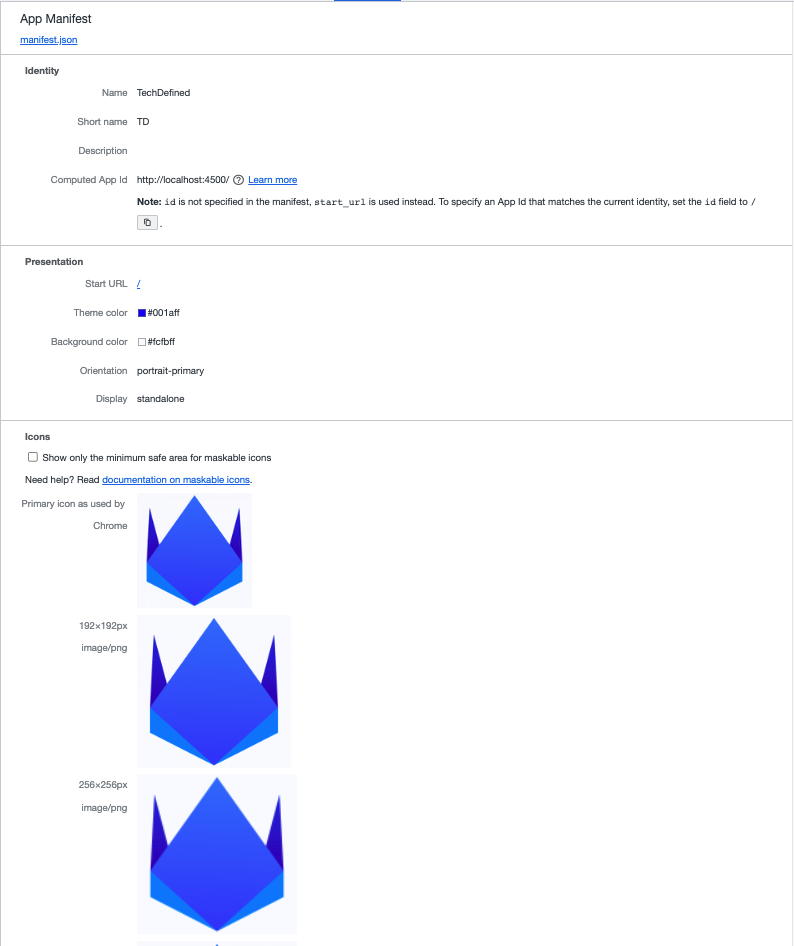 App Manifest
manifest.json
Identity
Name TechDefined
Short name TD
Description
Computed App Id http://localhost:4500/ ? Learn more
Note: id is not specified in the manifest, start_url is used instead. To specify an App Id that matches the current identity, set the id field to /
.
Presentation
Start URL /
Theme color #001aff
Background color #fcfbff
Orientation portrait-primary
Display standalone
Icons
Show only the minimum safe area for maskable icons
Need help? Read documentation on maskable icons.
Primary icon as used by
Chrome
192×192px
image/png
256×256px
image/png